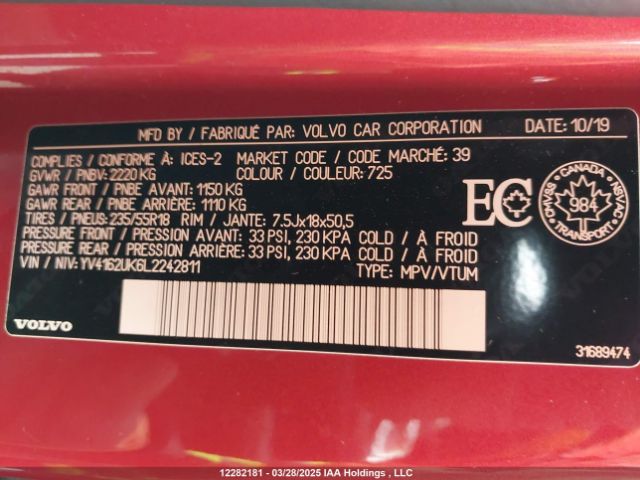 MFD BY / FABRIQUÉ PAR: VOLVO CAR CORPORATION DATE: 10/19
COMPLIES / CONFORME À: ICES-2 MARKET CODE / CODE MARCHÉ: 39
GVWR / PNBV: 2220 KG COLOUR / COULEUR: 725
GAWR FRONT / PNBE AVANT: 1150 KG
GAWR REAR / PNBE ARRIÈRE: 1110 KG
TIRES / PNEUS: 235/55R18 RIM / JANTE: 7.5Jx18x50,5
PRESSURE FRONT / PRESSION AVANT: 33 PSI, 230 KPA COLD / À FROID
PRESSURE REAR / PRESSION ARRIÈRE: 33 PSI, 230 KPA COLD / À FROID
VIN / NIV: YV4162UK6L2242811 TYPE: MPV/VTUM
EC
CANADA
CMVSS
NSVAC
984
TRANSPORT
VOLVO
31689474
12282181 - 03/28/2025 IAA Holdings , LLC